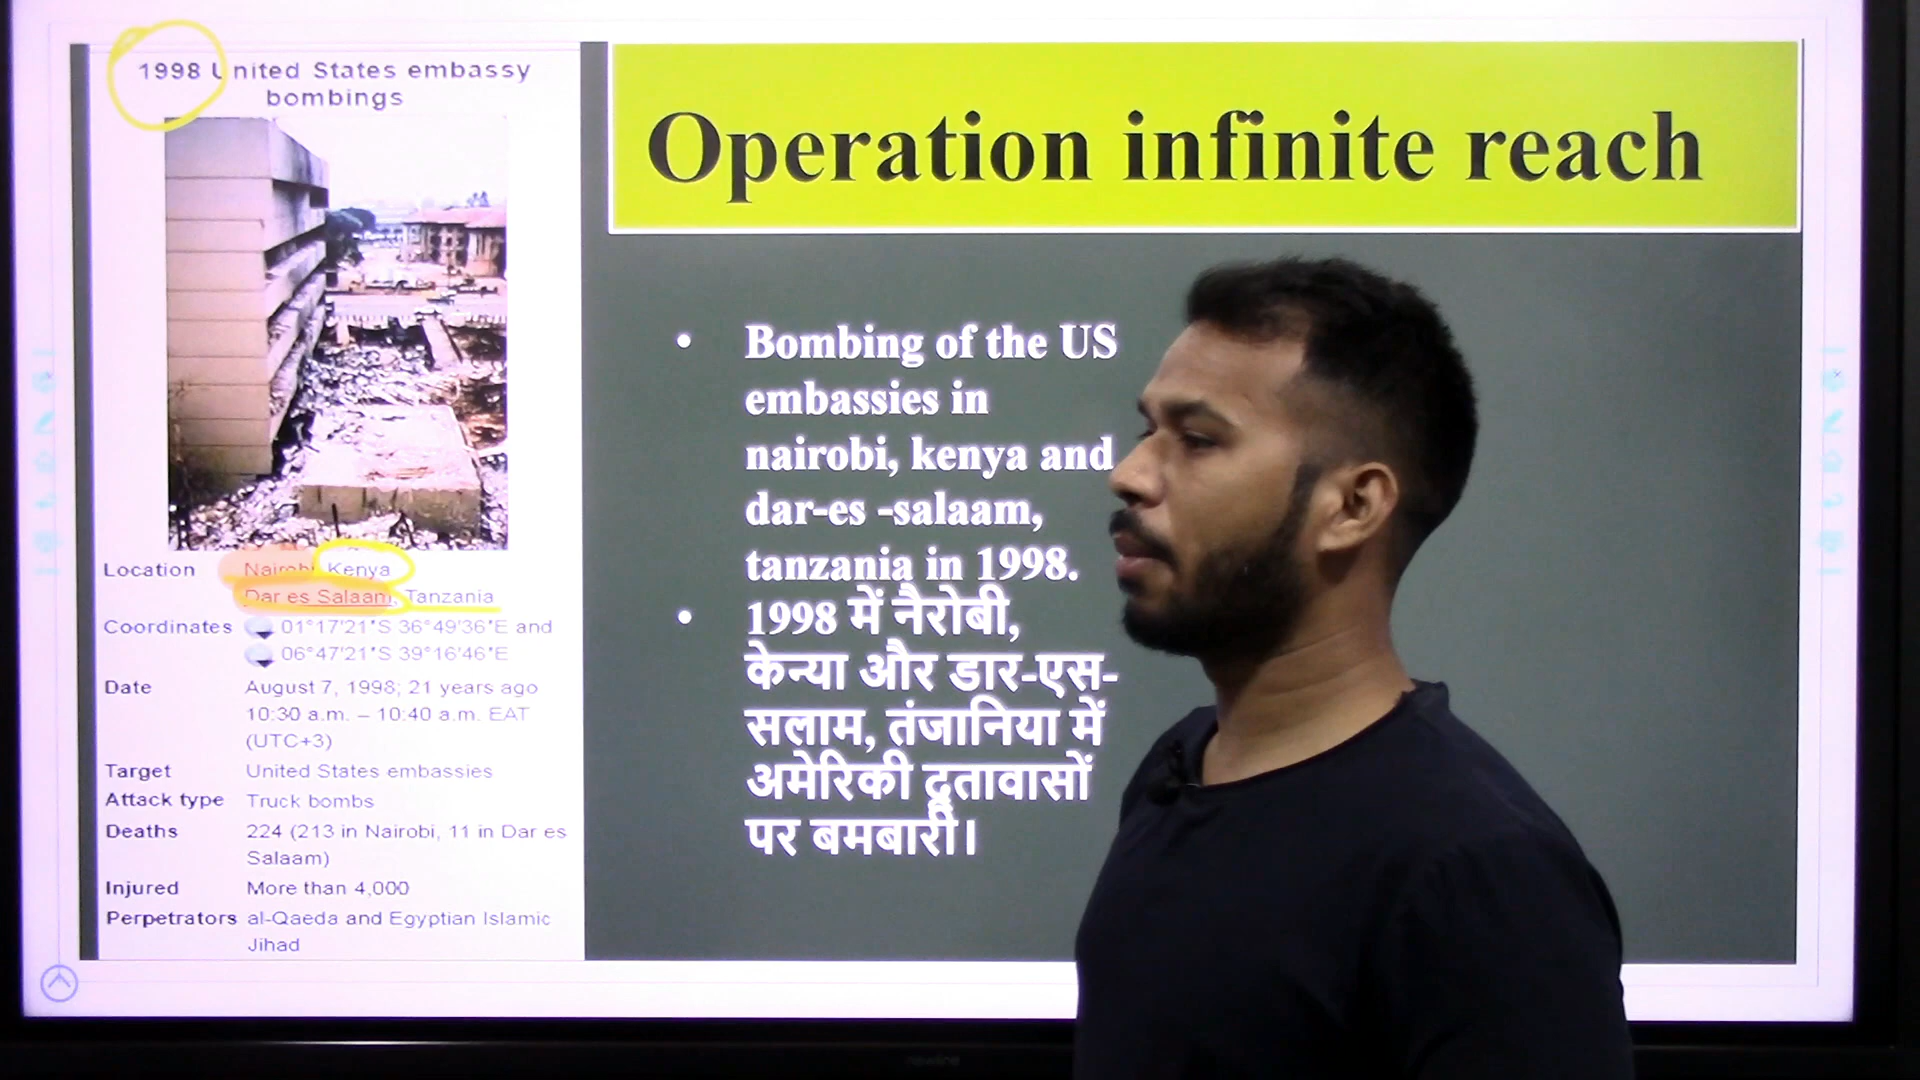 1998 United States embassy
bombings
Location Nairobi, Kenya
Dar es Salaam, Tanzania
Coordinates 01°17′21″S 36°49′36″E and
06°47′21″S 39°16′46″E
Date August 7, 1998; 21 years ago
10:30 a.m. – 10:40 a.m. EAT
(UTC+3)
Target United States embassies
Attack type Truck bombs
Deaths 224 (213 in Nairobi, 11 in Dar es
Salaam)
Injured More than 4,000
Perpetrators al-Qaeda and Egyptian Islamic
Jihad
Operation infinite reach
• Bombing of the US
embassies in
nairobi, kenya and
dar-es -salaam,
tanzania in 1998.
• 1998 में नैरोबी,
केन्या और डार-एस-
सलाम, तंजानिया में
अमेरिकी दूतावासों
पर बमबारी।